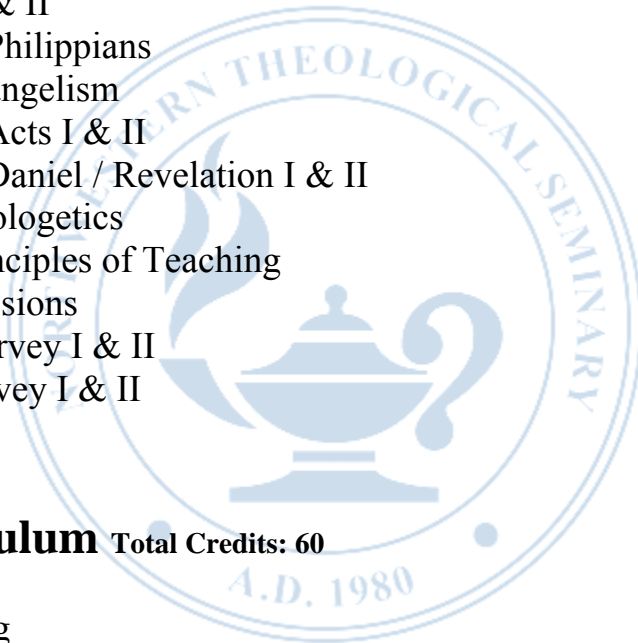 & II
Philippians
angelism
Acts I & II
Daniel / Revelation I & II
ologetics
nciples of Teaching
sions
rvey I & II
vey I & II
ulum Total Credits: 60
g
NORTHWESTERN THEOLOGICAL SEMINARY
A.D. 1980